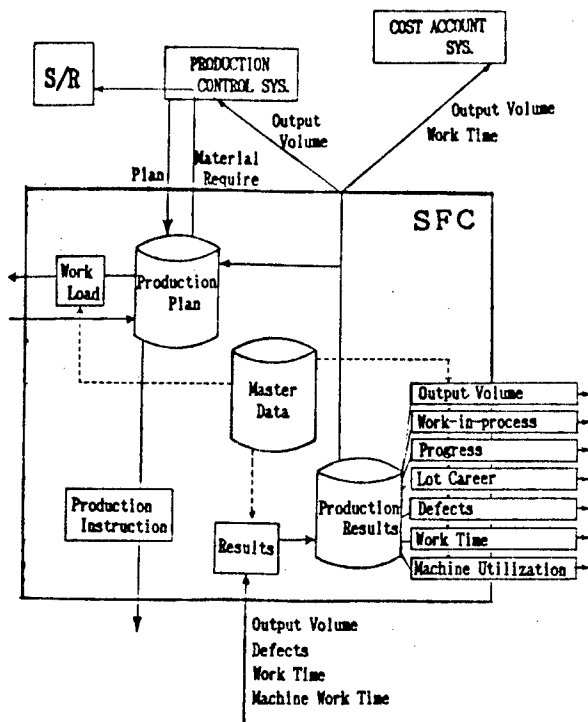 S/R
PRODUCTION
CONTROL SYS.
COST ACCOUNT
SYS.
Output
Volume
Output Volume
Work Time
Plan
Material
Require
SFC
Work
Load
Production
Plan
Master
Data
Output Volume
Work-in-process
Progress
Lot Career
Defects
Work Time
Machine Utilization
Production
Results
Production
Instruction
Results
Output Volume
Defects
Work Time
Machine Work Time